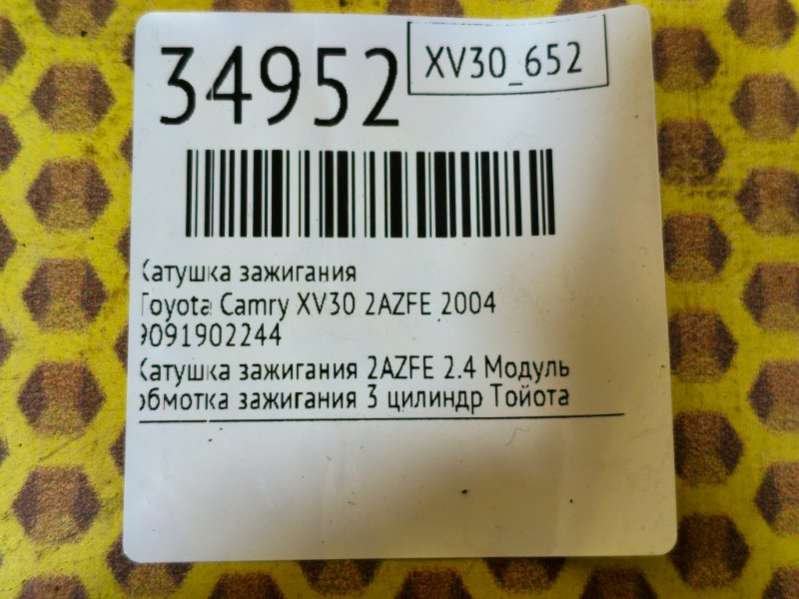 34952
XV30_652
Катушка зажигания
Toyota Camry XV30 2AZFE 2004
9091902244
Катушка зажигания 2AZFE 2.4 Модуль
обмотка зажигания 3 цилиндр Тойота